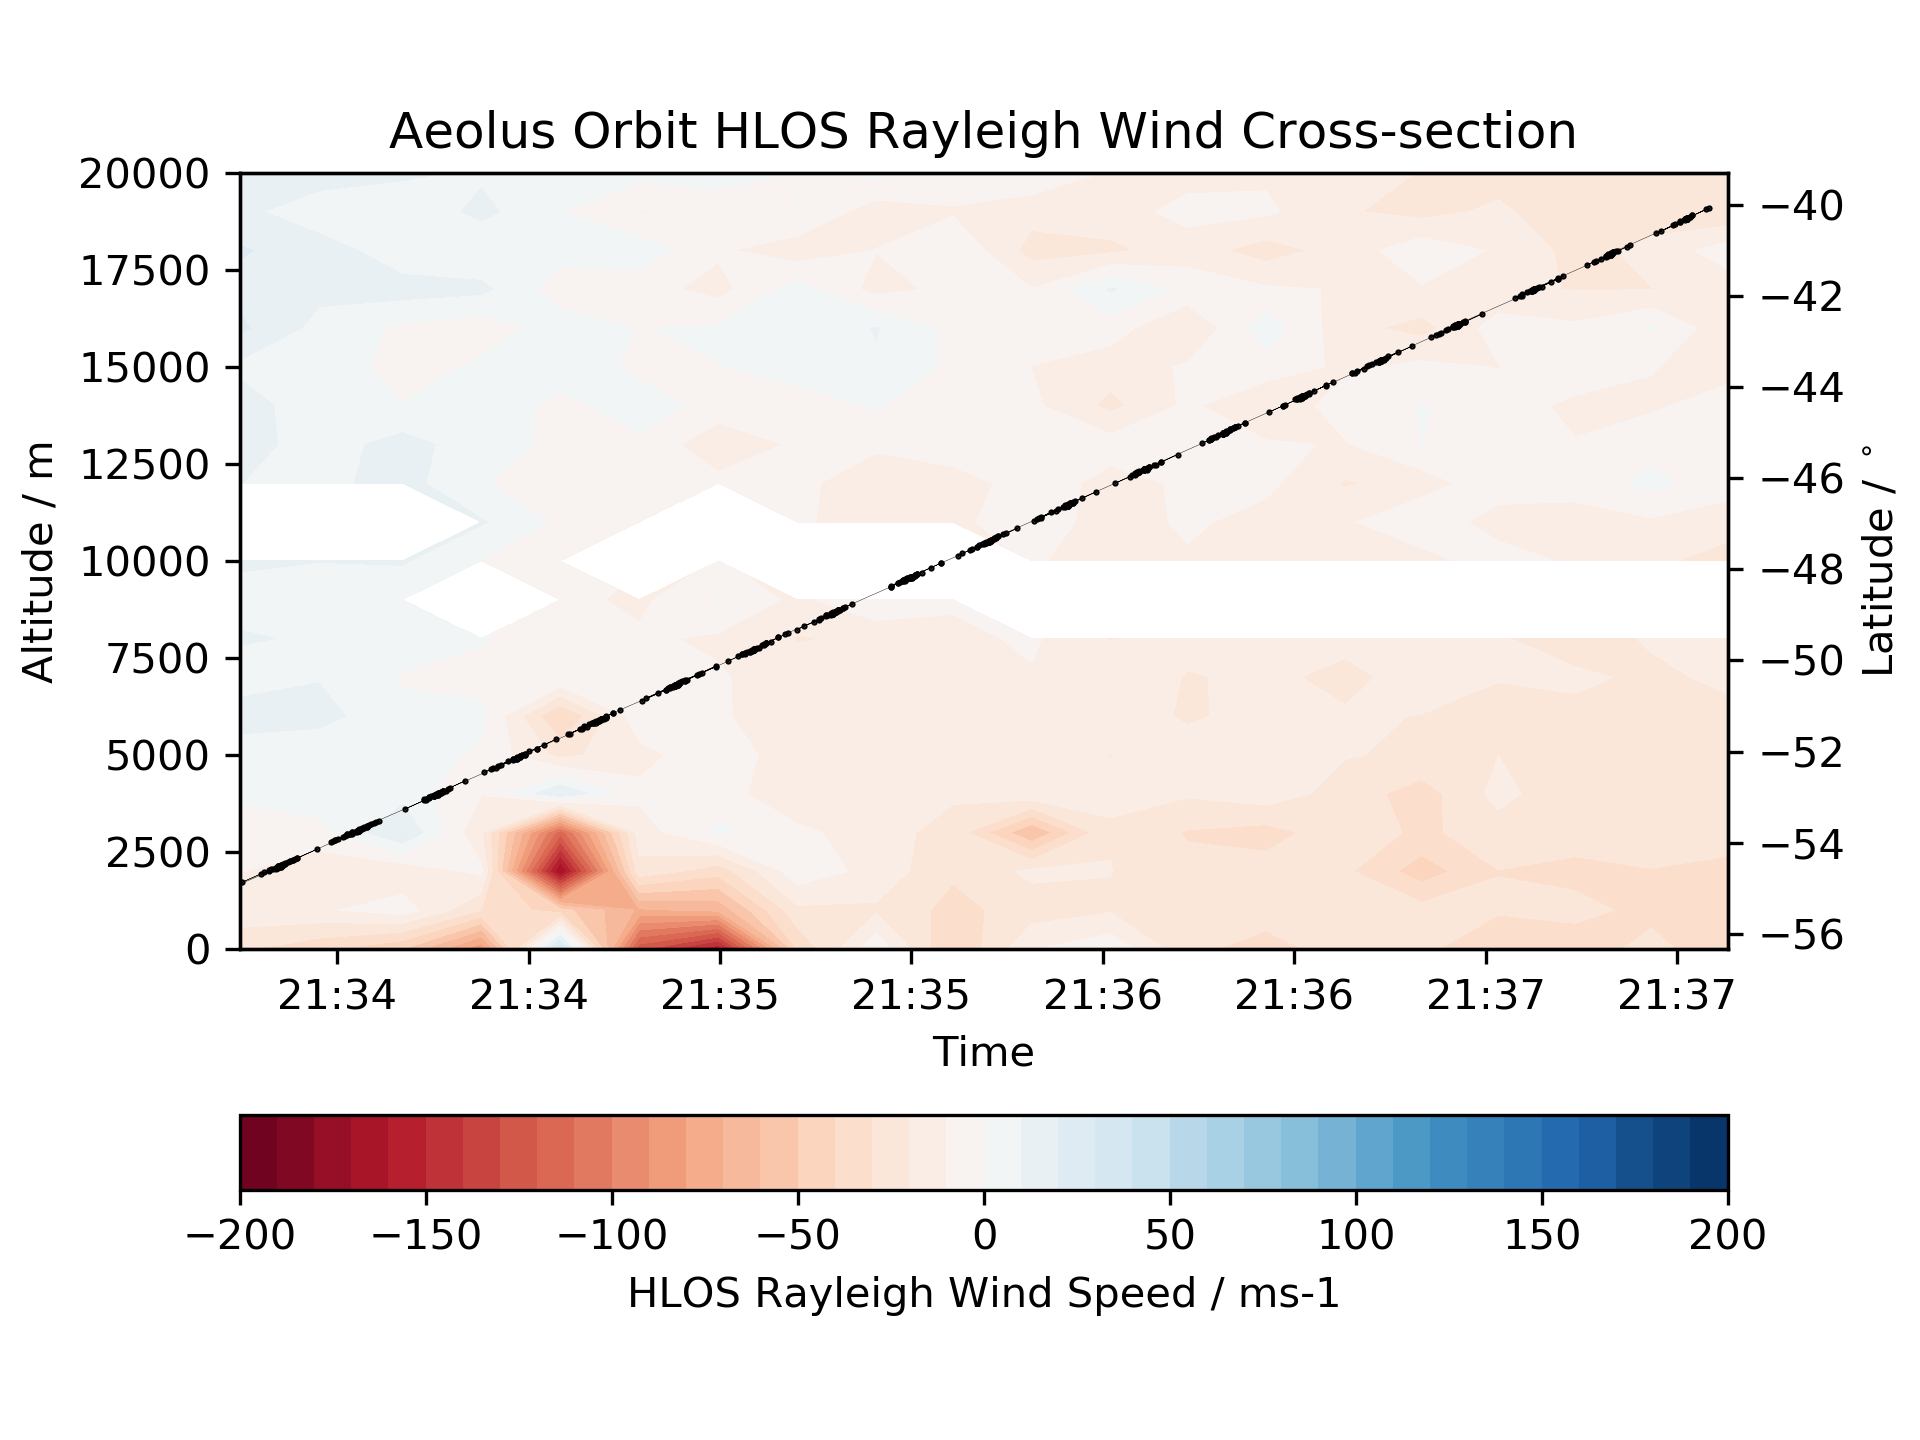 Aeolus Orbit HLOS Rayleigh Wind Cross-section
20000
17500
15000
12500
10000
7500
5000
2500
0
Altitude / m
−40
−42
−44
−46
−48
−50
−52
−54
−56
Latitude / °
21:34 21:34 21:35 21:35 21:36 21:36 21:37 21:37
Time
−200 −150 −100 −50 0 50 100 150 200
HLOS Rayleigh Wind Speed / ms-1